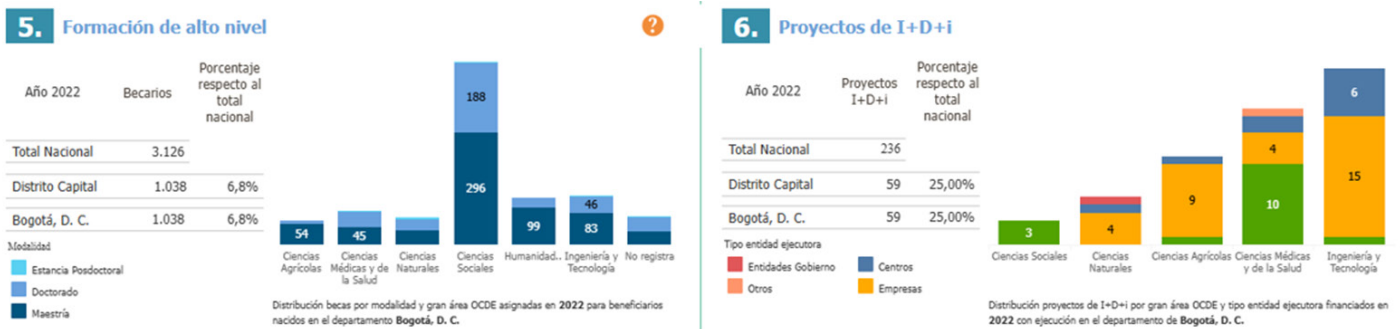 5. Formación de alto nivel
?
Año 2022 Becarios Porcentaje
respecto al
total
nacional
Total Nacional 3.126
Distrito Capital 1.038 6,8%
Bogotá, D. C. 1.038 6,8%
Modalidad
Estancia Posdoctoral
Doctorado
Maestría
188
296
54
45
99
46
83
Ciencias
Agrícolas
Ciencias
Médicas y de
la Salud
Ciencias
Naturales
Ciencias
Sociales
Humanidad..
Ingeniería y
Tecnología
No registra
Distribución becas por modalidad y gran área OCDE asignadas en 2022 para beneficiarios
nacidos en el departamento Bogotá, D. C.
6. Proyectos de I+D+i
Año 2022 Proyectos
I+D+i
Porcentaje
respecto al
total
nacional
Total Nacional 236
Distrito Capital 59 25,00%
Bogotá, D. C. 59 25,00%
Tipo entidad ejecutora
Entidades Gobierno
Centros
Otros
Empresas
3
4
9
4
10
6
15
Ciencias Sociales
Ciencias
Naturales
Ciencias Agrícolas
Ciencias Médicas
y de la Salud
Ingeniería y
Tecnología
Distribución proyectos de I+D+i por gran área OCDE y tipo entidad ejecutora financiados en
2022 con ejecución en el departamento de Bogotá, D. C.